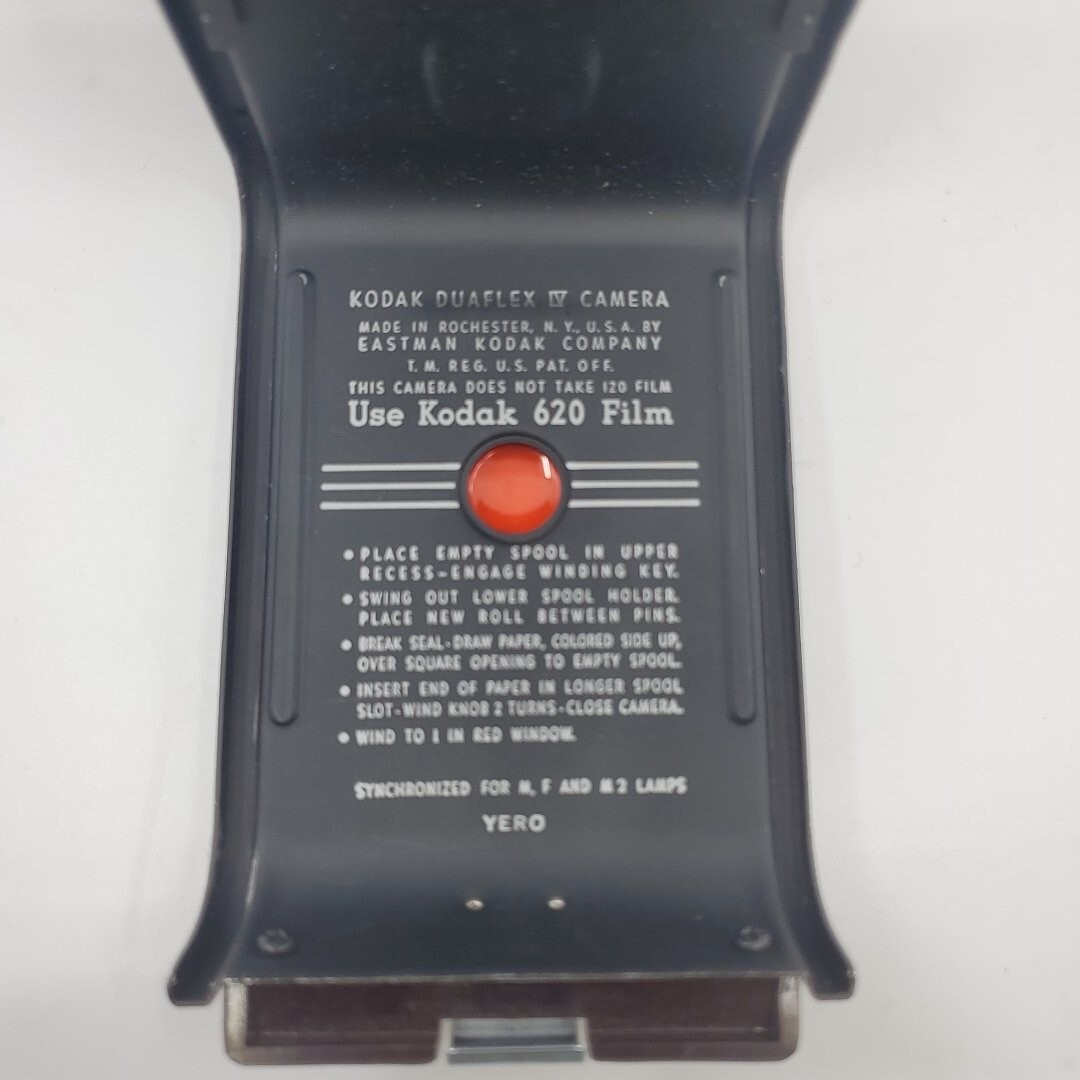 KODAK DUAFLEX IV CAMERA
MADE IN ROCHESTER, N. Y., U. S. A. BY
EASTMAN KODAK COMPANY
T. M. REG. U. S. PAT. OFF.
THIS CAMERA DOES NOT TAKE 120 FILM
Use Kodak 620 Film
• PLACE EMPTY SPOOL IN UPPER
RECESS-ENGAGE WINDING KEY.
• SWING OUT LOWER SPOOL HOLDER.
PLACE NEW ROLL BETWEEN PINS.
• BREAK SEAL-DRAW PAPER, COLORED SIDE UP,
OVER SQUARE OPENING TO EMPTY SPOOL.
• INSERT END OF PAPER IN LONGER SPOOL
SLOT-WIND KNOB 2 TURNS-CLOSE CAMERA.
• WIND TO 1 IN RED WINDOW.
SYNCHRONIZED FOR M, F AND M2 LAMPS
YERO